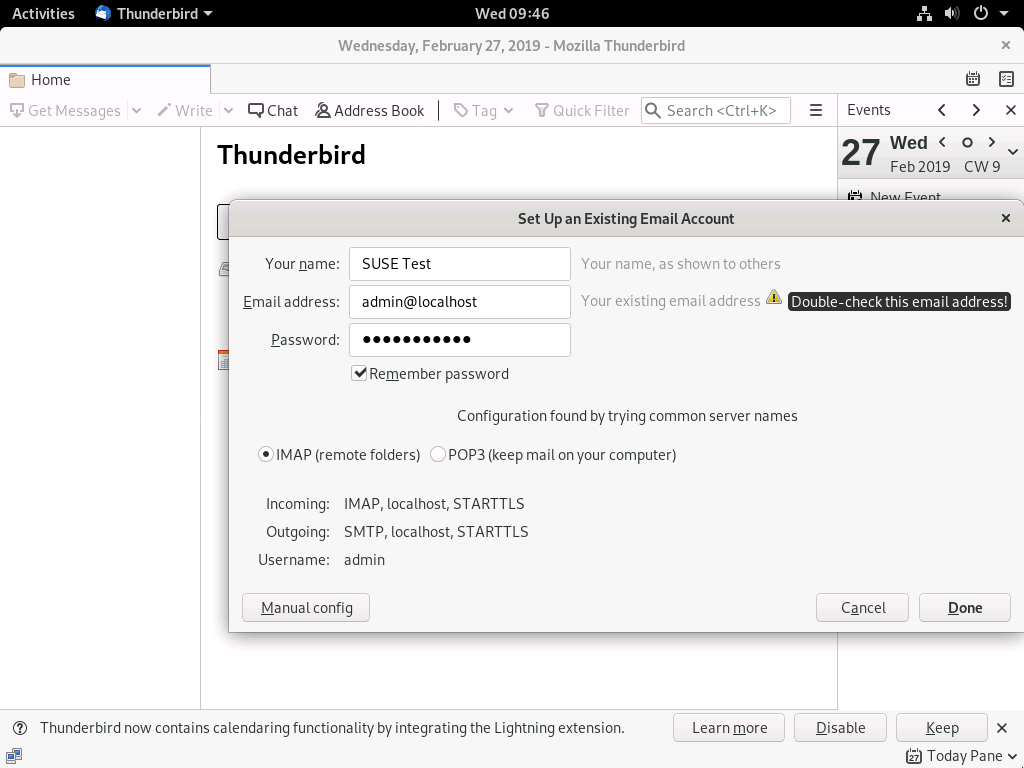 Activities Thunderbird Wed 09:46
Wednesday, February 27, 2019 - Mozilla Thunderbird
Home
Get Messages Write Chat Address Book Tag Quick Filter Search <Ctrl+K> Events
Thunderbird
27 Wed
Feb 2019 CW 9
New Event
Set Up an Existing Email Account
Your name: SUSE Test Your name, as shown to others
Email address: admin@localhost Your existing email address Double-check this email address!
Password: ●●●●●●●●●●●
Remember password
Configuration found by trying common server names
IMAP (remote folders) POP3 (keep mail on your computer)
Incoming: IMAP, localhost, STARTTLS
Outgoing: SMTP, localhost, STARTTLS
Username: admin
Manual config Cancel Done
Thunderbird now contains calendaring functionality by integrating the Lightning extension. Learn more Disable Keep
27 Today Pane